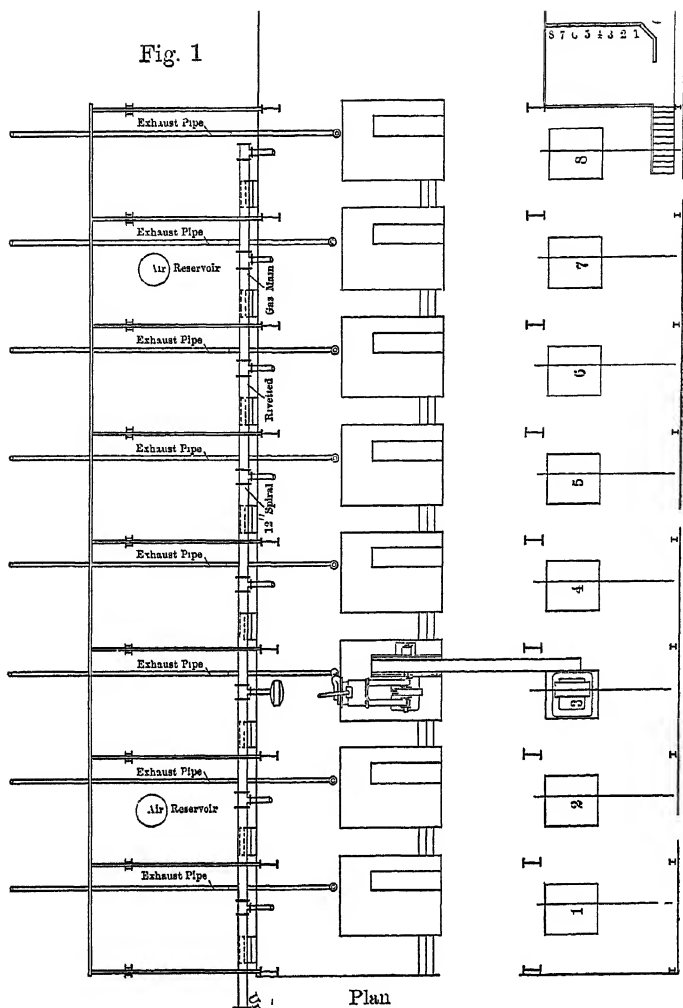 Fig. 1
8 7 6 5 4 3 2 1
Exhaust Pipe
8
Exhaust Pipe
Air Reservoir
7
Exhaust Pipe
6
Exhaust Pipe
5
12" Spiral Rivetted Gas Main
Exhaust Pipe
4
Exhaust Pipe
3
Exhaust Pipe
Air Reservoir
2
Exhaust Pipe
1
Plan